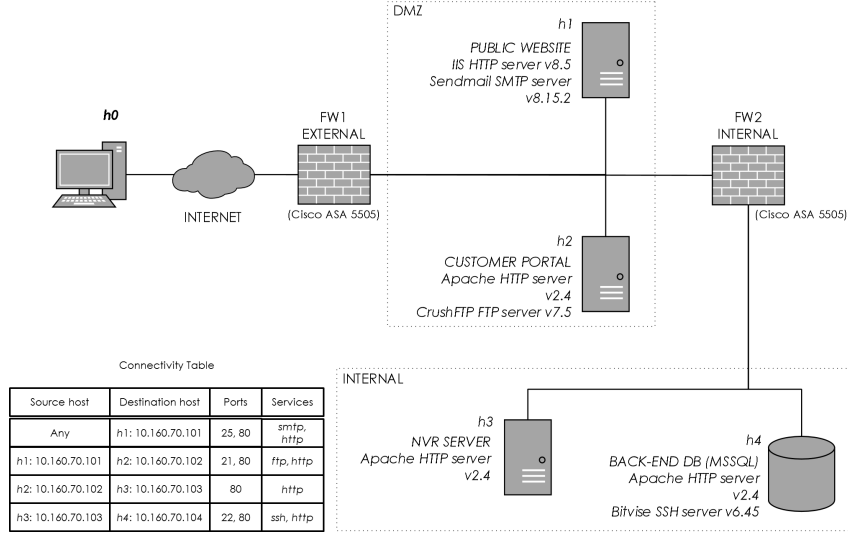 DMZ
h1
PUBLIC WEBSITE
IIS HTTP server v8.5
Sendmail SMTP server
v8.15.2
h0
FW1
EXTERNAL
(Cisco ASA 5505)
INTERNET
FW2
INTERNAL
(Cisco ASA 5505)
h2
CUSTOMER PORTAL
Apache HTTP server
v2.4
CrushFTP FTP server v7.5
Connectivity Table
Source host Destination host Ports Services
Any h1: 10.160.70.101 25, 80 smtp, http
h1: 10.160.70.101 h2: 10.160.70.102 21, 80 ftp, http
h2: 10.160.70.102 h3: 10.160.70.103 80 http
h3: 10.160.70.103 h4: 10.160.70.104 22, 80 ssh, http
INTERNAL
h3
NVR SERVER
Apache HTTP server
v2.4
h4
BACK-END DB (MSSQL)
Apache HTTP server
v2.4
Bitvise SSH server v6.45